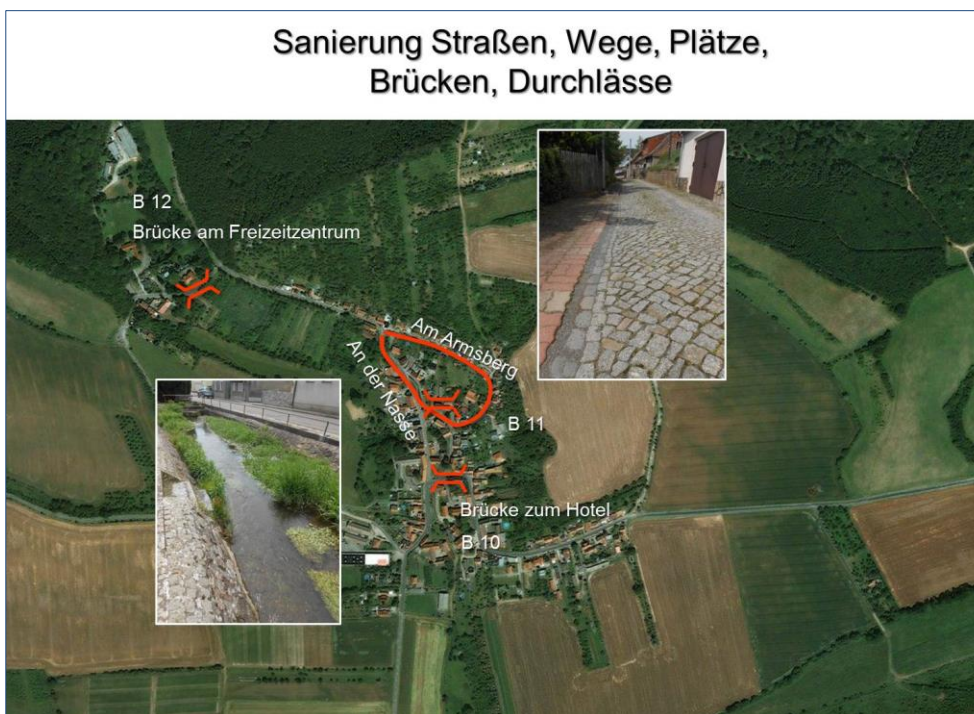 Sanierung Straßen, Wege, Plätze,
Brücken, Durchlässe
B 12
Brücke am Freizeitzentrum
Am Armsberg
An der Nasse
B 11
Brücke zum Hotel
B 10